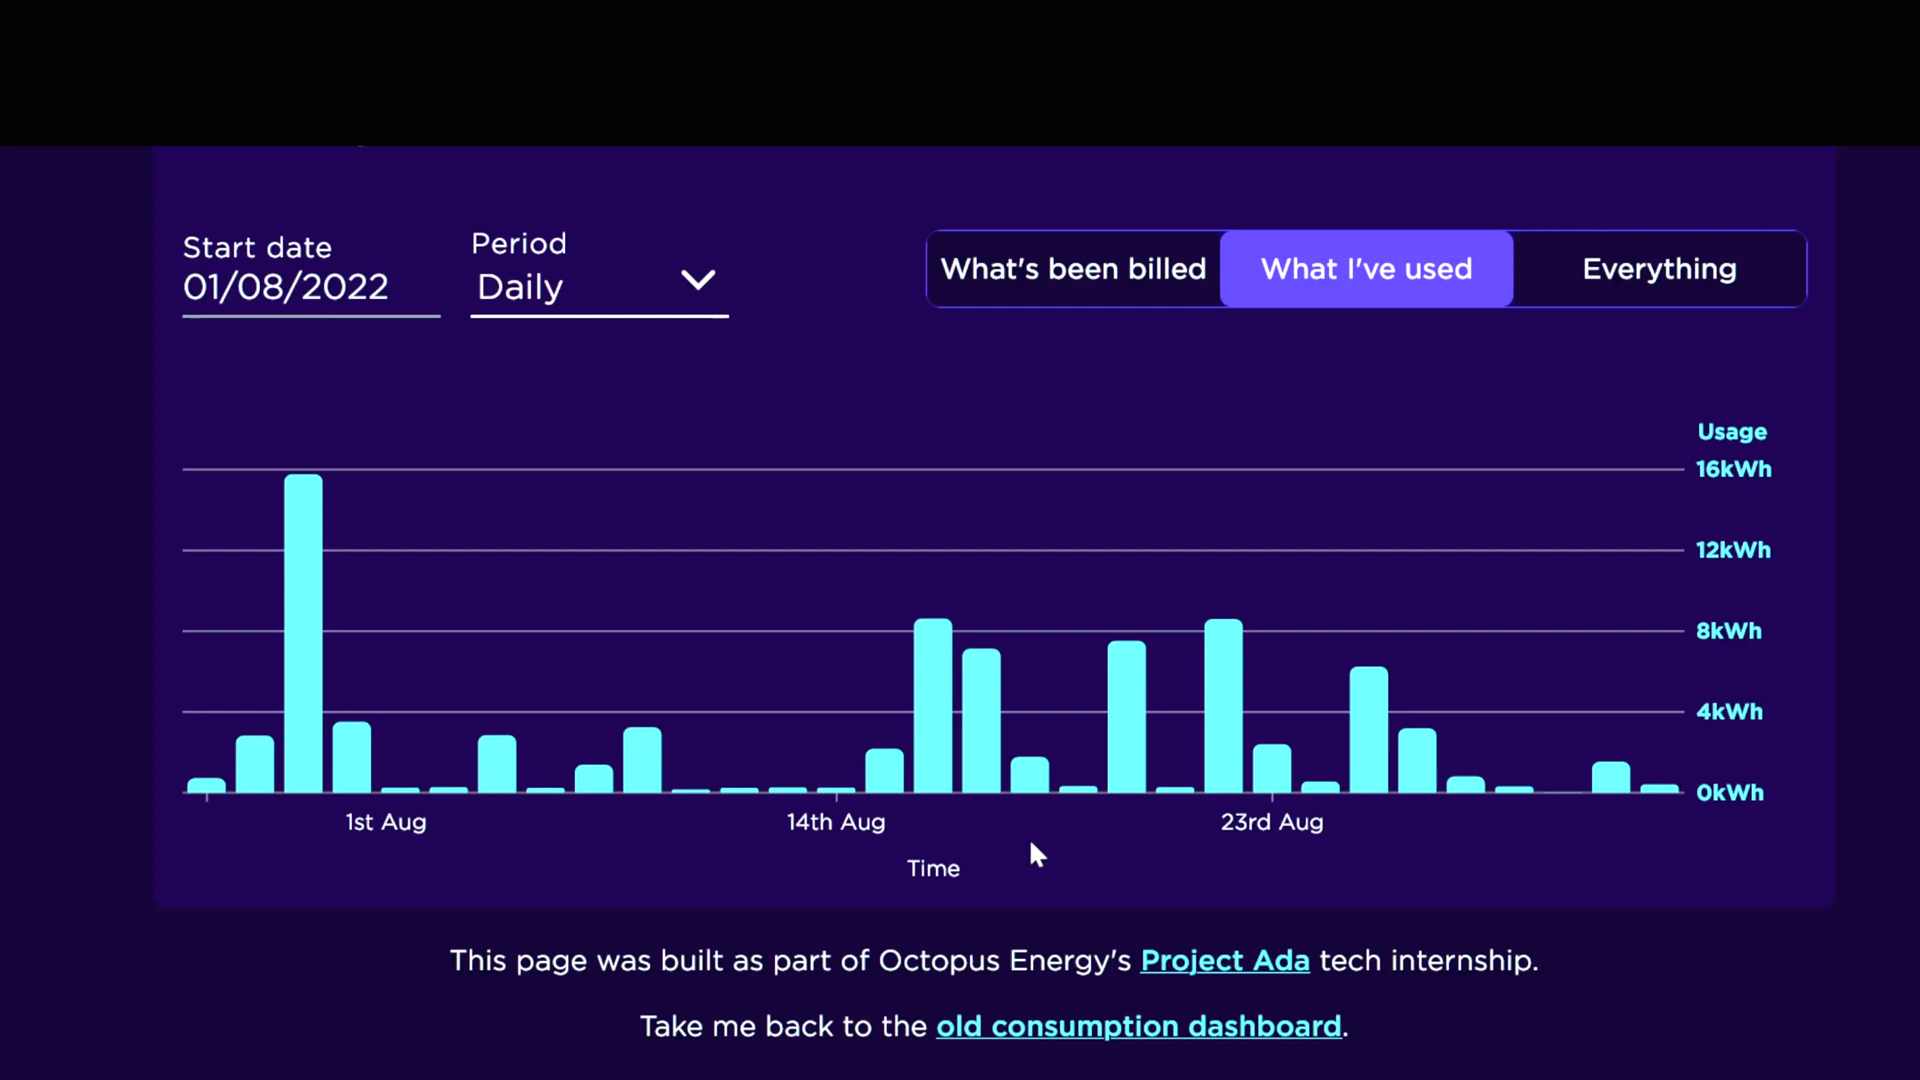 Start date
01/08/2022
Period
Daily
What's been billed
What I've used
Everything
Usage
16kWh
12kWh
8kWh
4kWh
0kWh
1st Aug
14th Aug
23rd Aug
Time
This page was built as part of Octopus Energy's Project Ada tech internship.
Take me back to the old consumption dashboard.